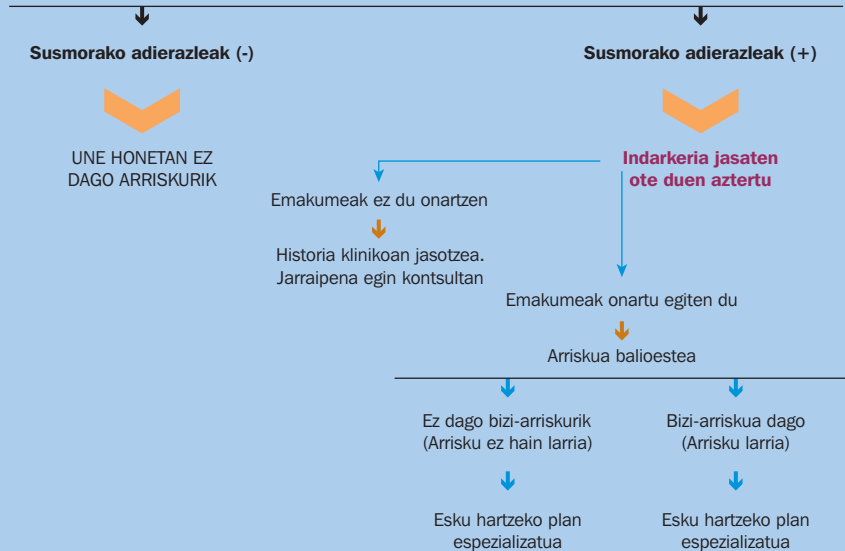 Susmorako adierazleak (-)
Susmorako adierazleak (+)
UNE HONETAN EZ
DAGO ARRISKURIK
Indarkeria jasaten
ote duen aztertu
Emakumeak ez du onartzen
Historia klinikoan jasotzea.
Jarraipena egin kontsultan
Emakumeak onartu egiten du
Arriskua balioestea
Ez dago bizi-arriskurik
(Arrisku ez hain larria)
Bizi-arriskua dago
(Arrisku larria)
Esku hartzeko plan
espezializatua
Esku hartzeko plan
espezializatua